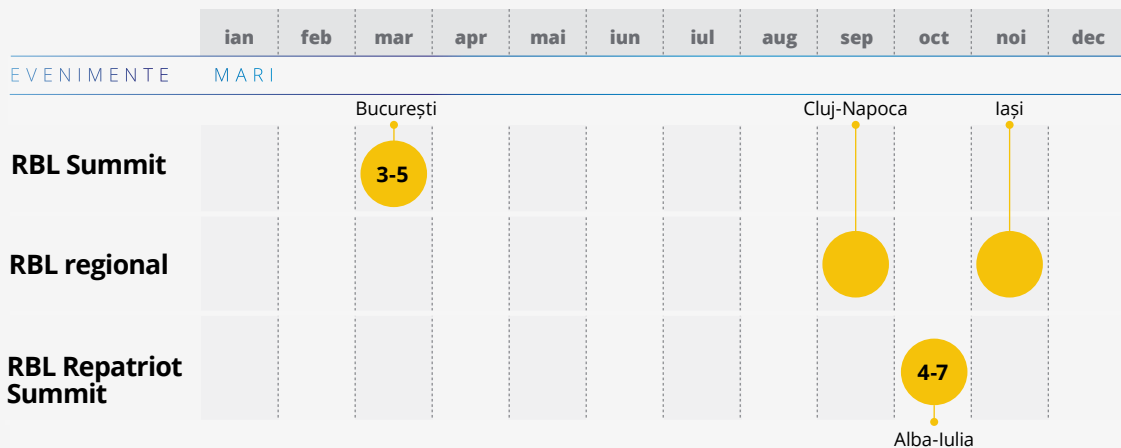 ian feb mar apr mai iun iul aug sep oct noi dec
EVENIMENTE MARI
București Cluj-Napoca Iași
RBL Summit 3-5
RBL regional
RBL Repatriot
Summit
4-7
Alba-Iulia